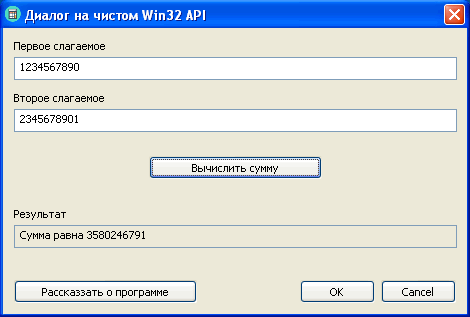 Диалог на чистом Win32 API
Первое слагаемое
1234567890
Второе слагаемое
2345678901
Вычислить сумму
Результат
Сумма равна 3580246791
Рассказзать о программе OK Cancel